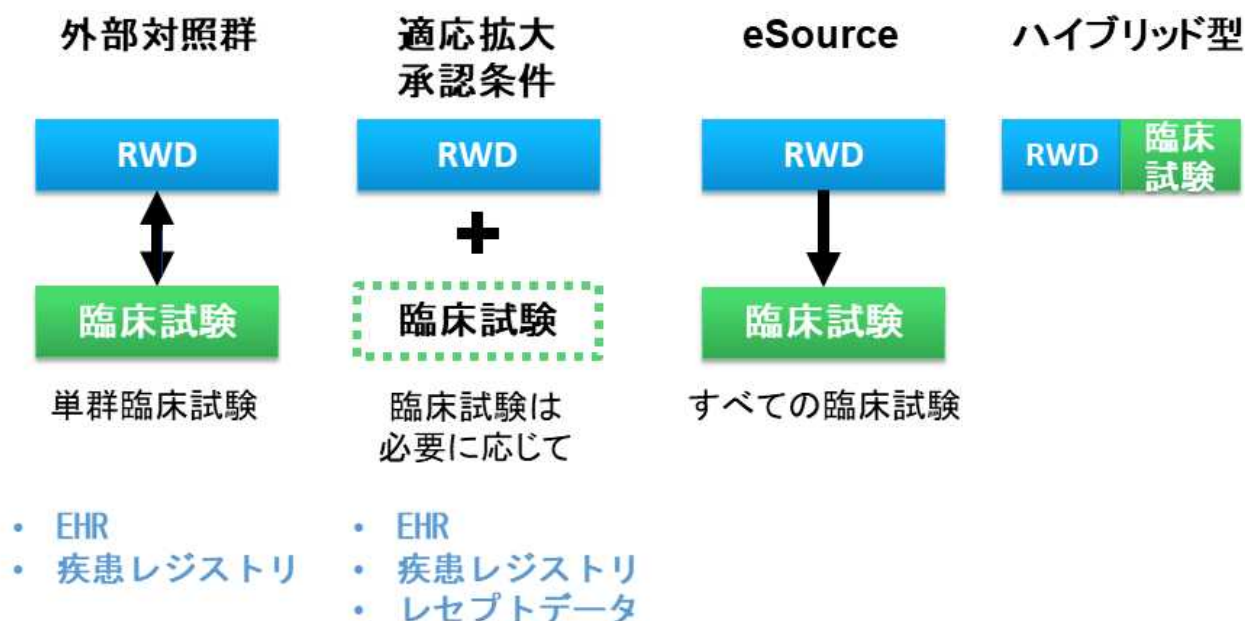 外部対照群
適応拡大
承認条件
eSource
ハイブリッド型
RWD
RWD
RWD
RWD
臨床
試験
+
臨床試験
臨床試験
臨床試験
単群臨床試験
臨床試験は
必要に応じて
すべての臨床試験
• EHR
• 疾患レジストリ
• EHR
• 疾患レジストリ
• レセプトデータ